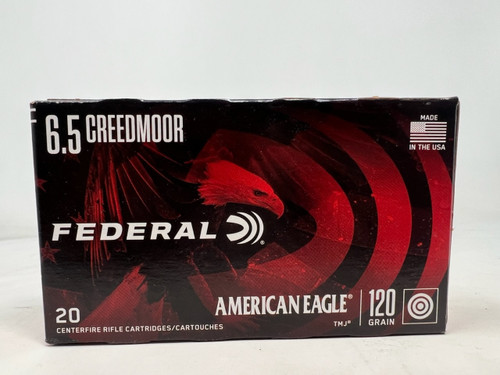 6.5 CREEDMOOR
MADE
IN THE USA
FEDERAL®
20
CENTERFIRE RIFLE CARTRIDGES/CARTOUCHES
AMERICAN EAGLE®
TMJ®
120
GRAIN